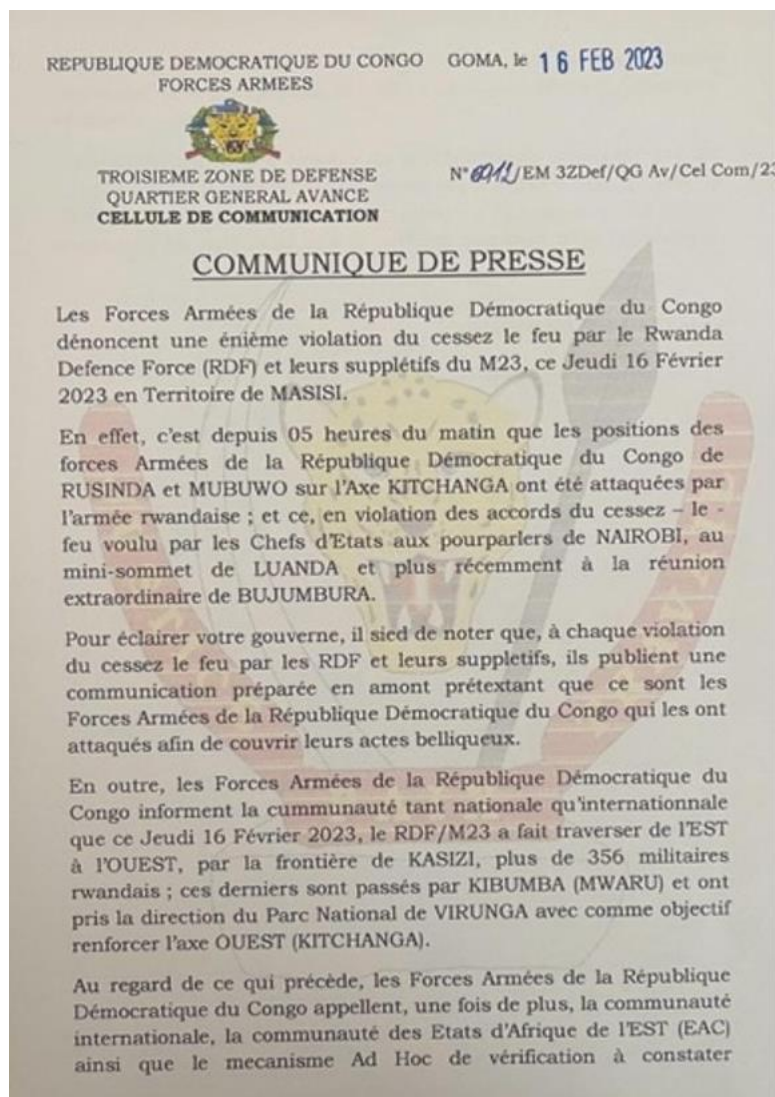 REPUBLIQUE DEMOCRATIQUE DU CONGO
FORCES ARMEES
GOMA, le 16 FEB 2023
TROISIEME ZONE DE DEFENSE
QUARTIER GENERAL AVANCE
CELLULE DE COMMUNICATION
N° /EM 3ZDef/QG Av/Cel Com/23
COMMUNIQUE DE PRESSE
Les Forces Armées de la République Démocratique du Congo
dénoncent une énième violation du cessez le feu par le Rwanda
Defence Force (RDF) et leurs supplétifs du M23, ce Jeudi 16 Février
2023 en Territoire de MASISI.
En effet, c'est depuis 05 heures du matin que les positions des
forces Armées de la République Démocratique du Congo de
RUSINDA et MUBUWO sur l'Axe KITCHANGA ont été attaquées par
l'armée rwandaise ; et ce, en violation des accords du cessez – le -
feu voulu par les Chefs d'Etats aux pourparlers de NAIROBI, au
mini-sommet de LUANDA et plus récemment à la réunion
extraordinaire de BUJUMBURA.
Pour éclairer votre gouverne, il sied de noter que, à chaque violation
du cessez le feu par les RDF et leurs suppletifs, ils publient une
communication préparée en amont prétextant que ce sont les
Forces Armées de la République Démocratique du Congo qui les ont
attaqués afin de couvrir leurs actes belliqueux.
En outre, les Forces Armées de la République Démocratique du
Congo informent la cummunauté tant nationale qu'internationnale
que ce Jeudi 16 Février 2023, le RDF/M23 a fait traverser de l'EST
à l'OUEST, par la frontière de KASIZI, plus de 356 militaires
rwandais ; ces derniers sont passés par KIBUMBA (MWARU) et ont
pris la direction du Parc National de VIRUNGA avec comme objectif
renforcer l'axe OUEST (KITCHANGA).
Au regard de ce qui précède, les Forces Armées de la République
Démocratique du Congo appellent, une fois de plus, la communauté
internationale, la communauté des Etats d'Afrique de l'EST (EAC)
ainsi que le mecanisme Ad Hoc de vérification à constater